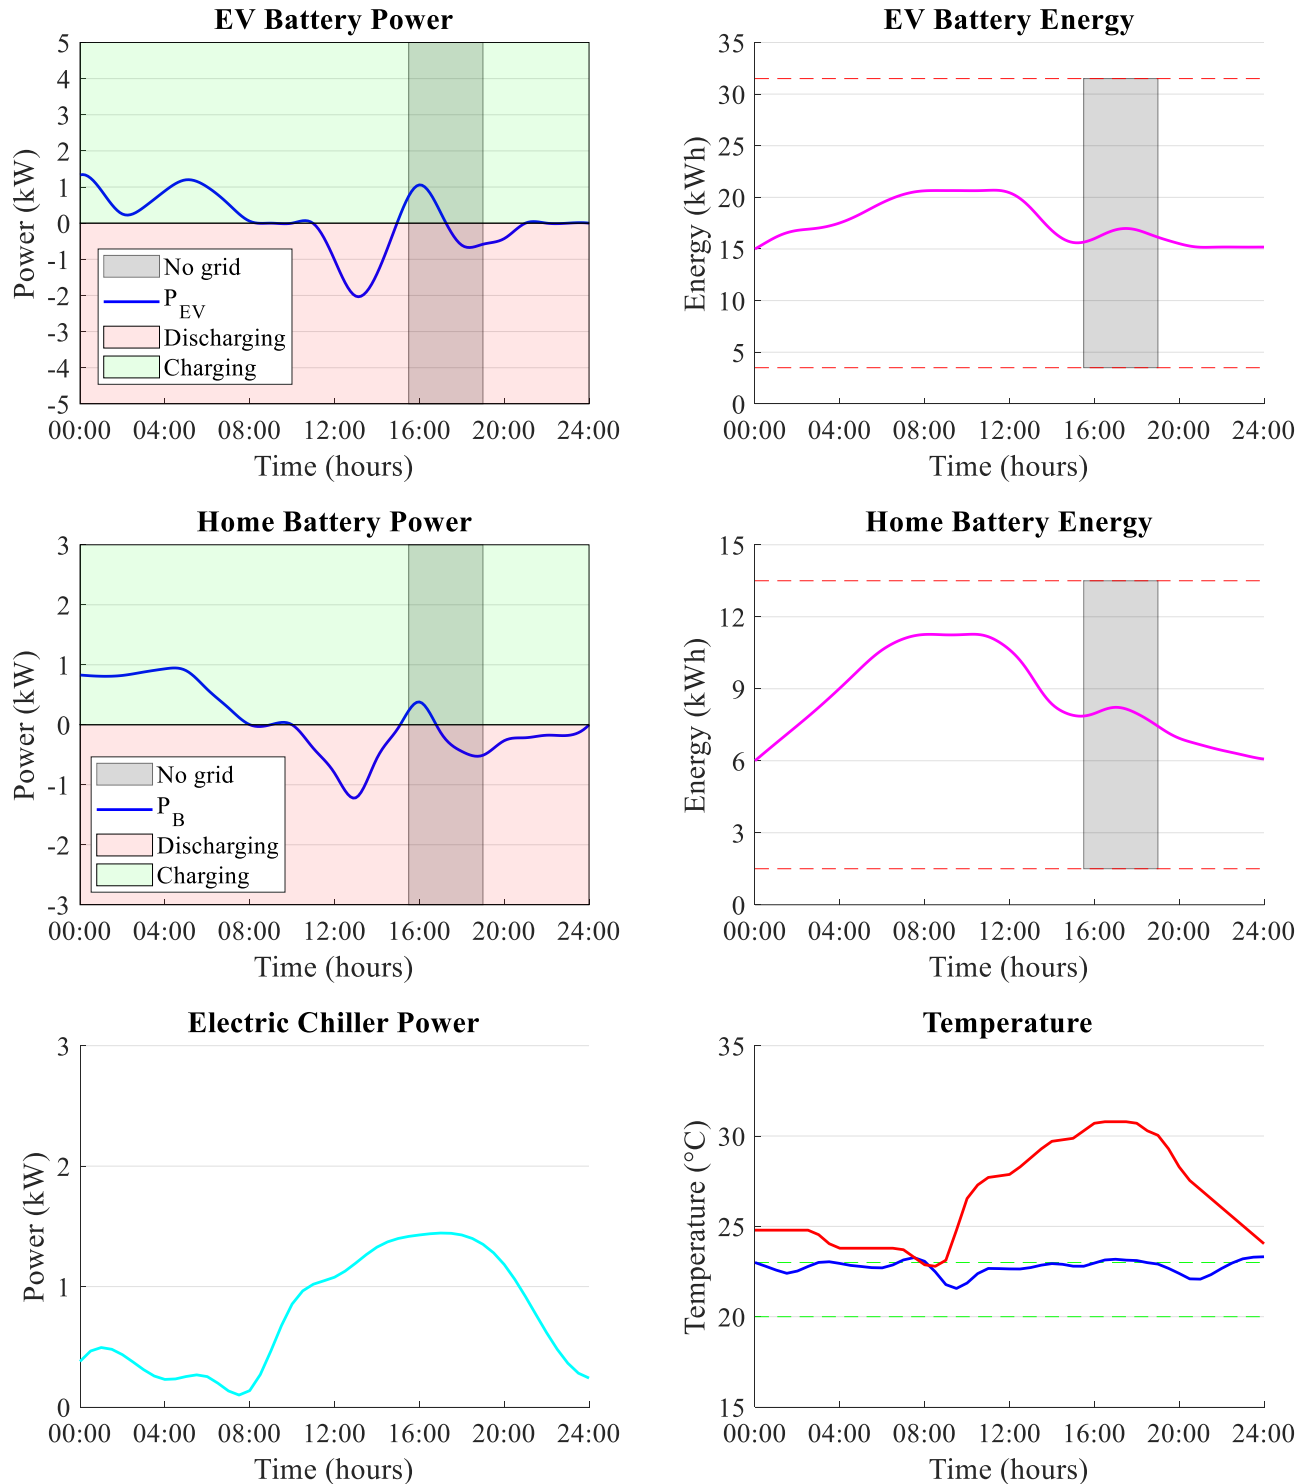 EV Battery Power
5
4
3
2
1
0
-1
-2
-3
-4
-5
Power (kW)
No grid
P_EV
Discharging
Charging
00:00 04:00 08:00 12:00 16:00 20:00 24:00
Time (hours)
EV Battery Energy
35
30
25
20
15
10
5
0
Energy (kWh)
00:00 04:00 08:00 12:00 16:00 20:00 24:00
Time (hours)
Home Battery Power
3
2
1
0
-1
-2
-3
Power (kW)
No grid
P_B
Discharging
Charging
00:00 04:00 08:00 12:00 16:00 20:00 24:00
Time (hours)
Home Battery Energy
15
12
9
6
3
0
Energy (kWh)
00:00 04:00 08:00 12:00 16:00 20:00 24:00
Time (hours)
Electric Chiller Power
3
2
1
0
Power (kW)
00:00 04:00 08:00 12:00 16:00 20:00 24:00
Time (hours)
Temperature
35
30
25
20
15
Temperature (°C)
00:00 04:00 08:00 12:00 16:00 20:00 24:00
Time (hours)